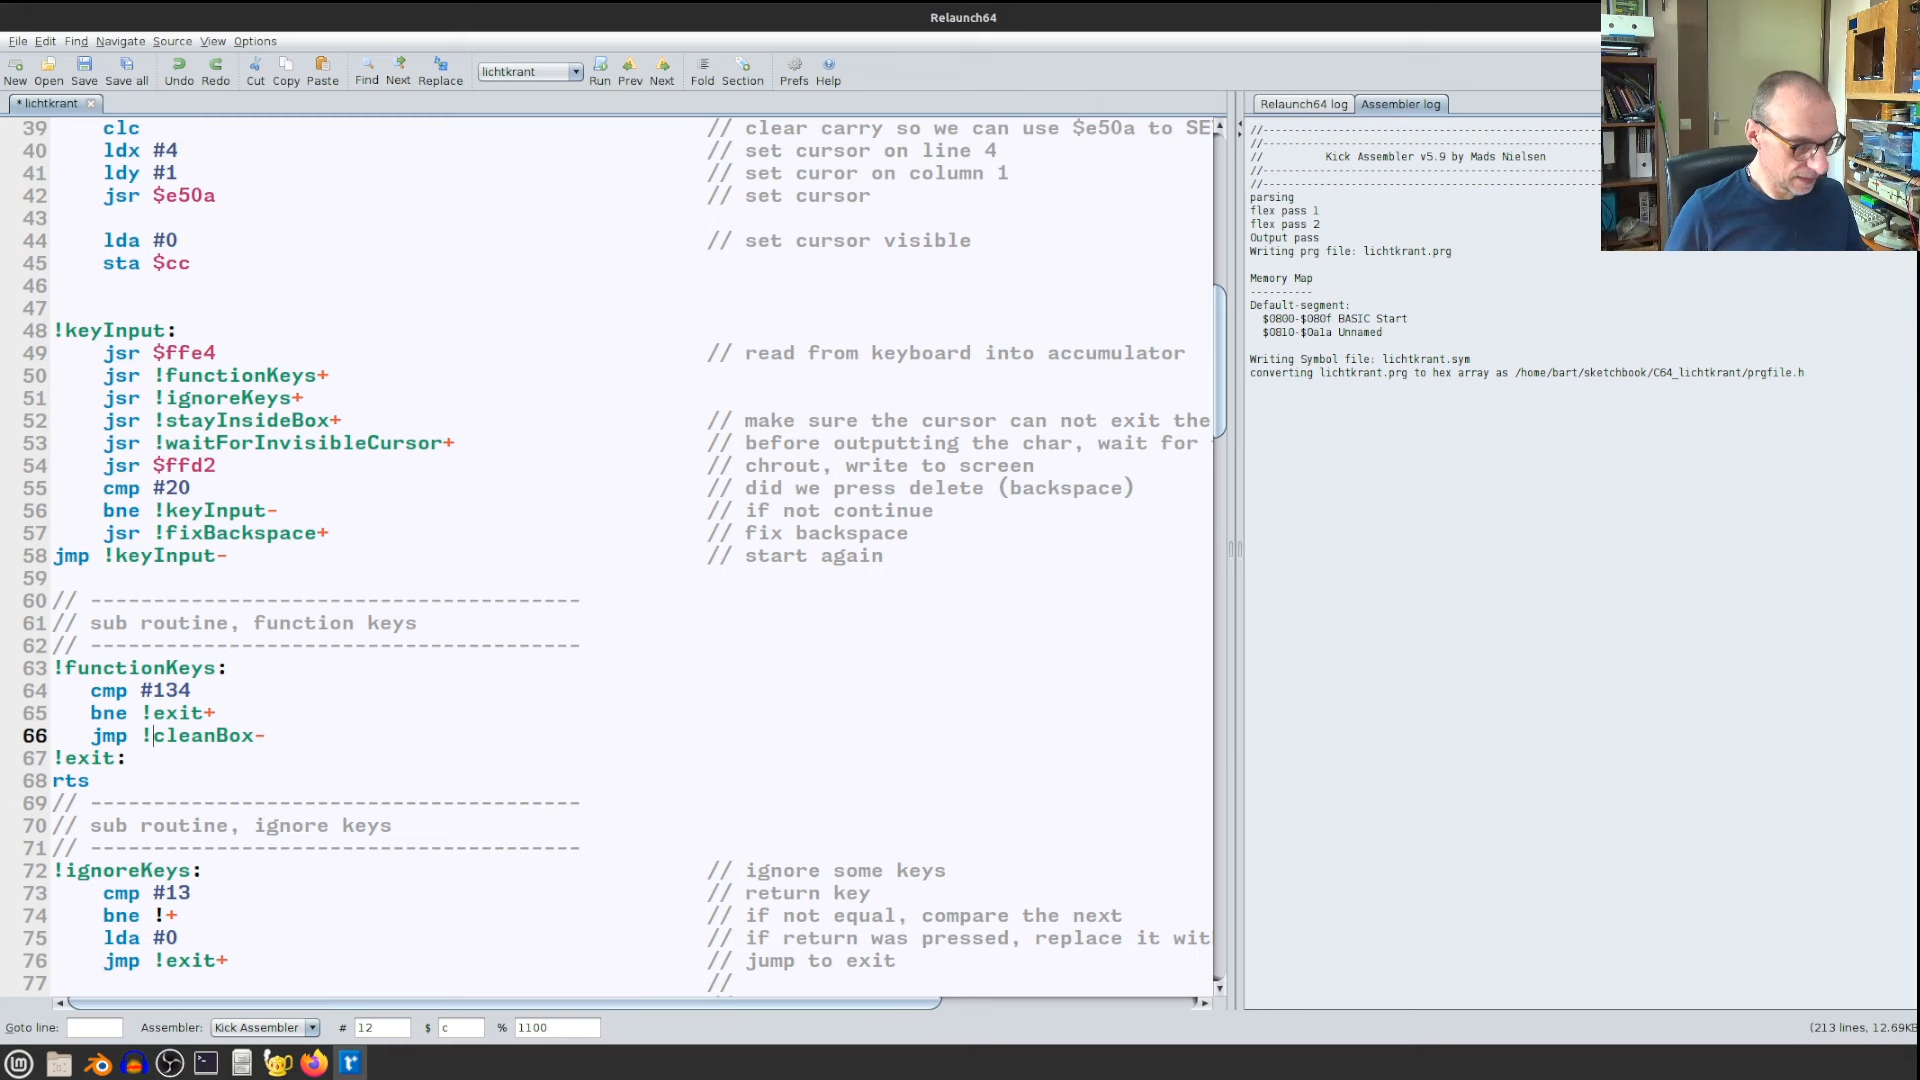 Relaunch64
File Edit Find Navigate Source View Options
New Open Save Save all Undo Redo Cut Copy Paste Find Next Replace lichtkrant Run Prev Next Fold Section Prefs Help
* lichtkrant
39 clc // clear carry so we can use $e50a to SE
40 ldx #4 // set cursor on line 4
41 ldy #1 // set curor on column 1
42 jsr $e50a // set cursor
43
44 lda #0 // set cursor visible
45 sta $cc
46
47
48 !keyInput:
49 jsr $ffe4 // read from keyboard into accumulator
50 jsr !functionKeys+
51 jsr !ignoreKeys+
52 jsr !stayInsideBox+ // make sure the cursor can not exit the
53 jsr !waitForInvisibleCursor+ // before outputting the char, wait for
54 jsr $ffd2 // chrout, write to screen
55 cmp #20 // did we press delete (backspace)
56 bne !keyInput- // if not continue
57 jsr !fixBackspace+ // fix backspace
58 jmp !keyInput- // start again
59
60 // ---------------------------------------
61 // sub routine, function keys
62 // ---------------------------------------
63 !functionKeys:
64 cmp #134
65 bne !exit+
66 jmp !cleanBox-
67 !exit:
68 rts
69 // ---------------------------------------
70 // sub routine, ignore keys
71 // ---------------------------------------
72 !ignoreKeys: // ignore some keys
73 cmp #13 // return key
74 bne !+ // if not equal, compare the next
75 lda #0 // if return was pressed, replace it wit
76 jmp !exit+ // jump to exit
77 //
Relaunch64 log Assembler log
//------------------------------------------------------
//------------------------------------------------------
// Kick Assembler v5.9 by Mads Nielsen
//------------------------------------------------------
//------------------------------------------------------
parsing
flex pass 1
flex pass 2
Output pass
Writing prg file: lichtkrant.prg
Memory Map
----------
Default-segment:
$0800-$080f BASIC Start
$0810-$0a1a Unnamed
Writing Symbol file: lichtkrant.sym
converting lichtkrant.prg to hex array as /home/bart/sketchbook/C64_lichtkrant/prgfile.h
Goto line: Assembler: Kick Assembler # 12 $ c % 1100 (213 lines, 12.69KB